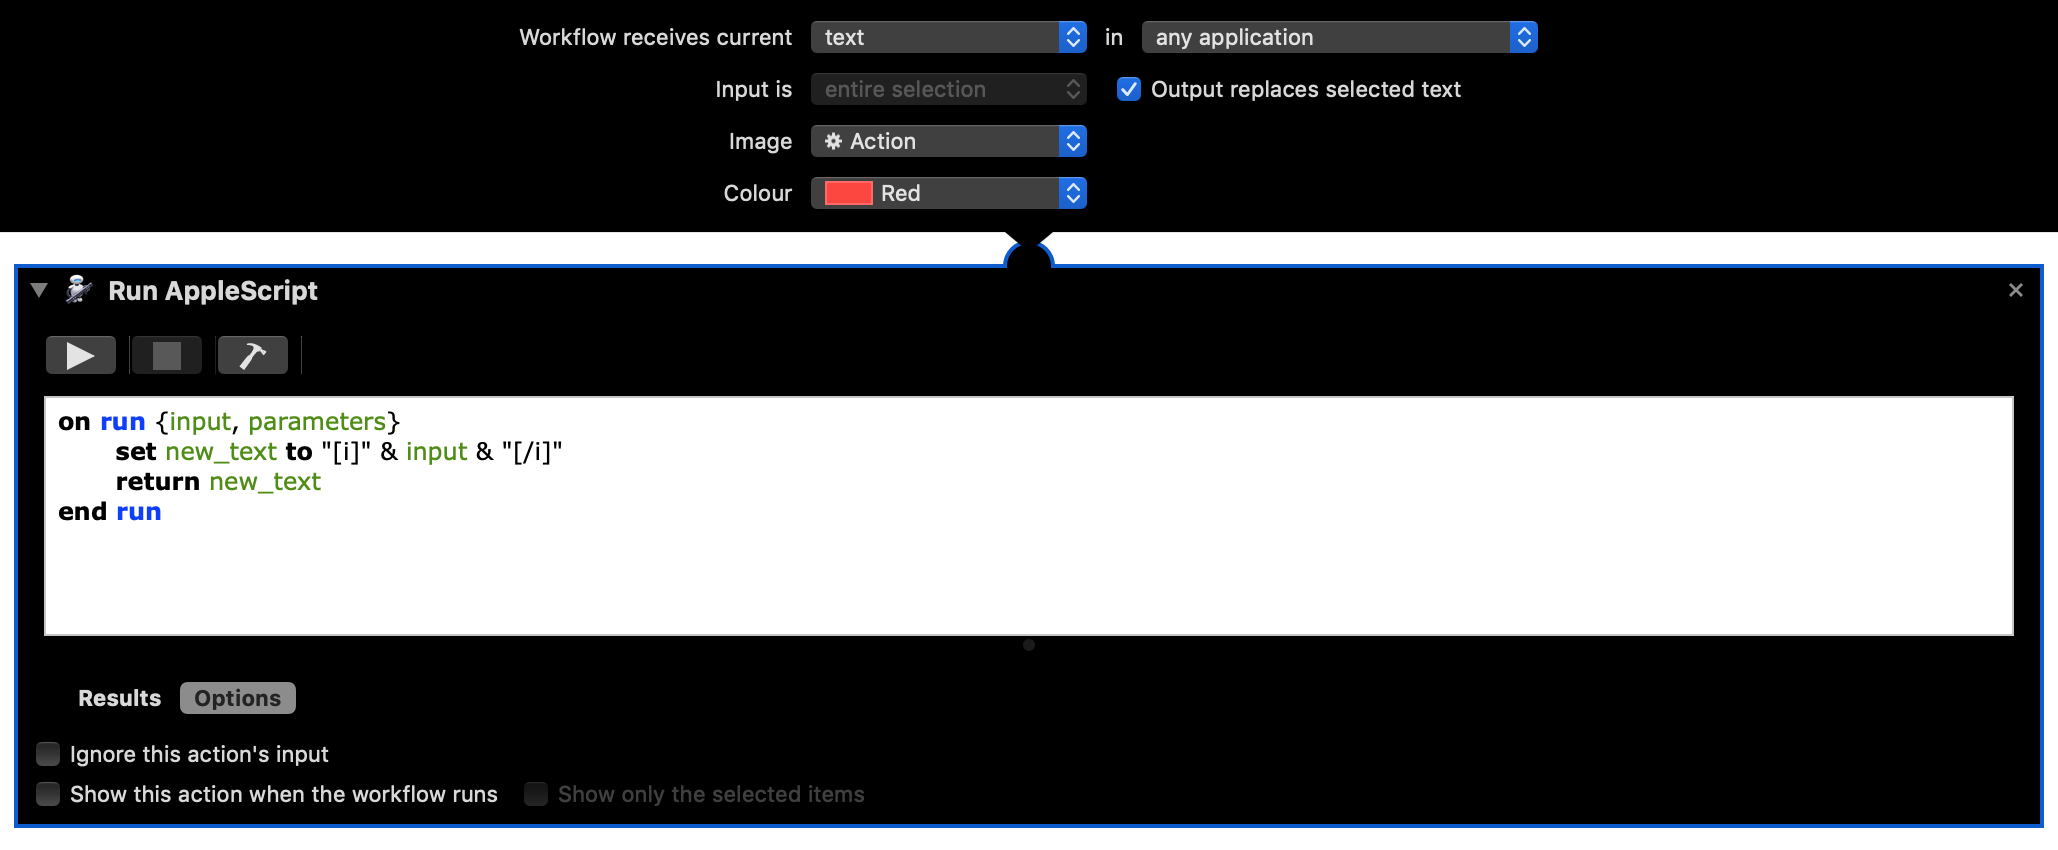 Workflow receives current text in any application
Input is entire selection Output replaces selected text
Image Action
Colour Red
Run AppleScript
on run {input, parameters}
set new_text to "[i]" & input & "[/i]"
return new_text
end run
Results Options
Ignore this action's input
Show this action when the workflow runs Show only the selected items